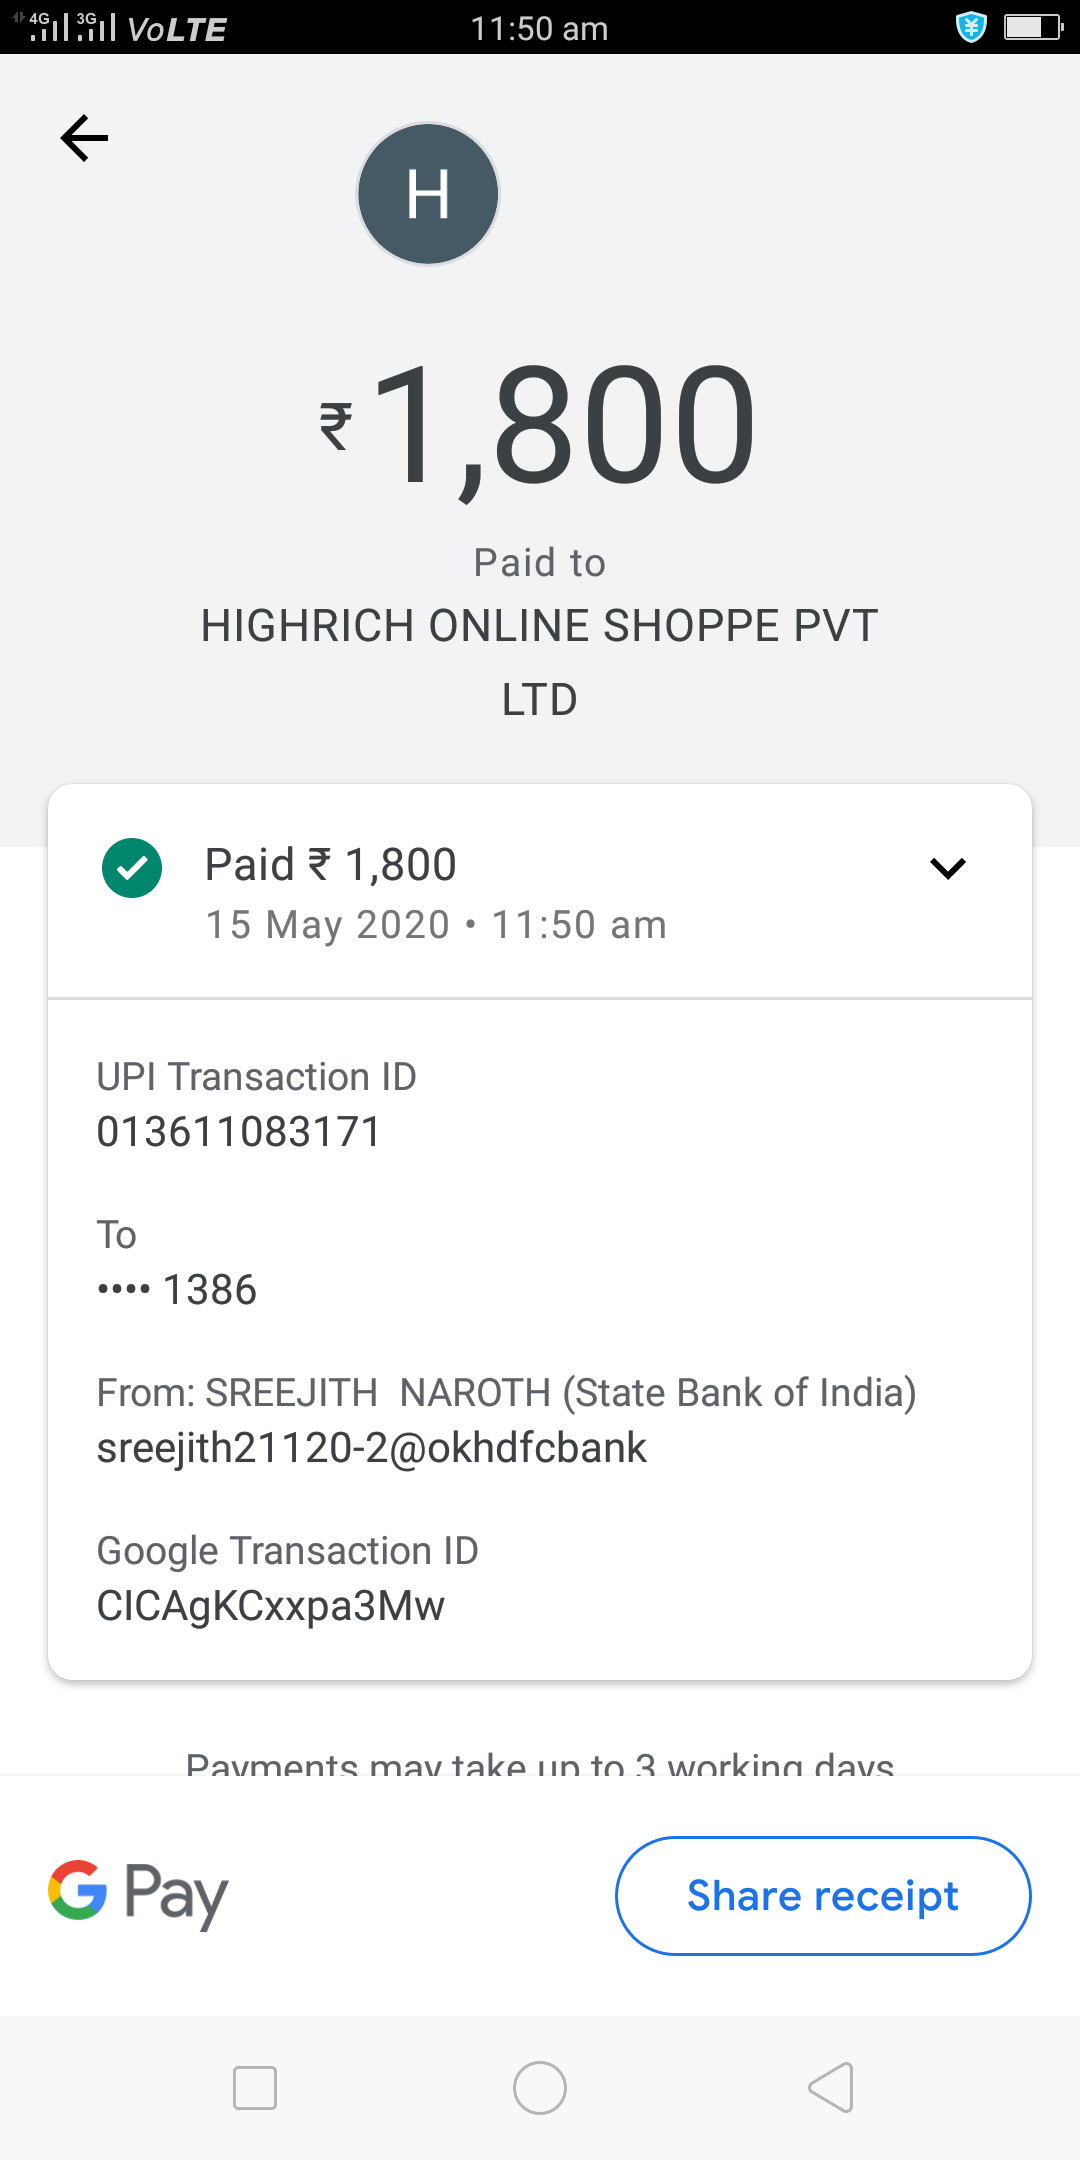 4G 3G VoLTE 11:50 am
H
₹1,800
Paid to
HIGHRICH ONLINE SHOPPE PVT
LTD
Paid ₹ 1,800
15 May 2020 • 11:50 am
UPI Transaction ID
013611083171
To
•••• 1386
From: SREEJITH  NAROTH (State Bank of India)
sreejith21120-2@okhdfcbank
Google Transaction ID
CICAgKCxxpa3Mw
Payments may take up to 3 working days
G Pay
Share receipt